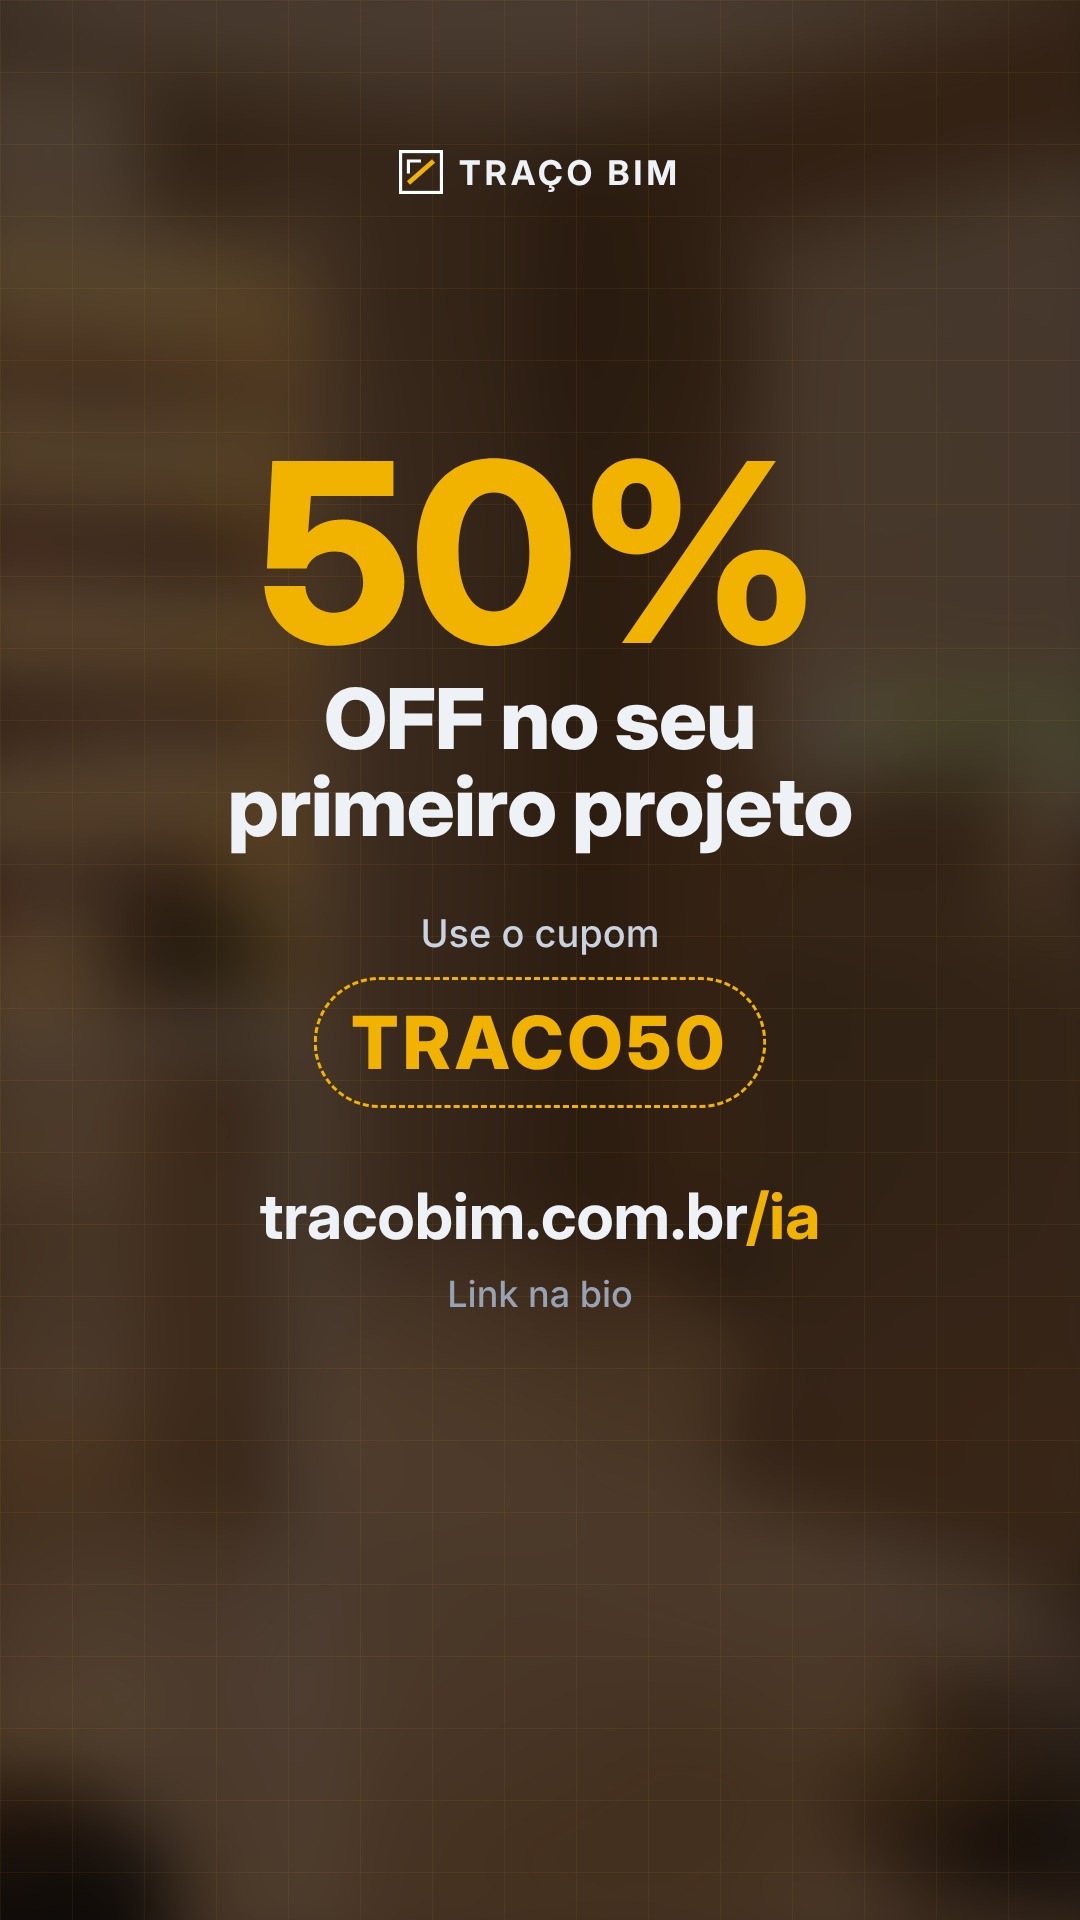 TRAÇO BIM
50%
OFF no seu
primeiro projeto
Use o cupom
TRACO50
tracobim.com.br/ia
Link na bio